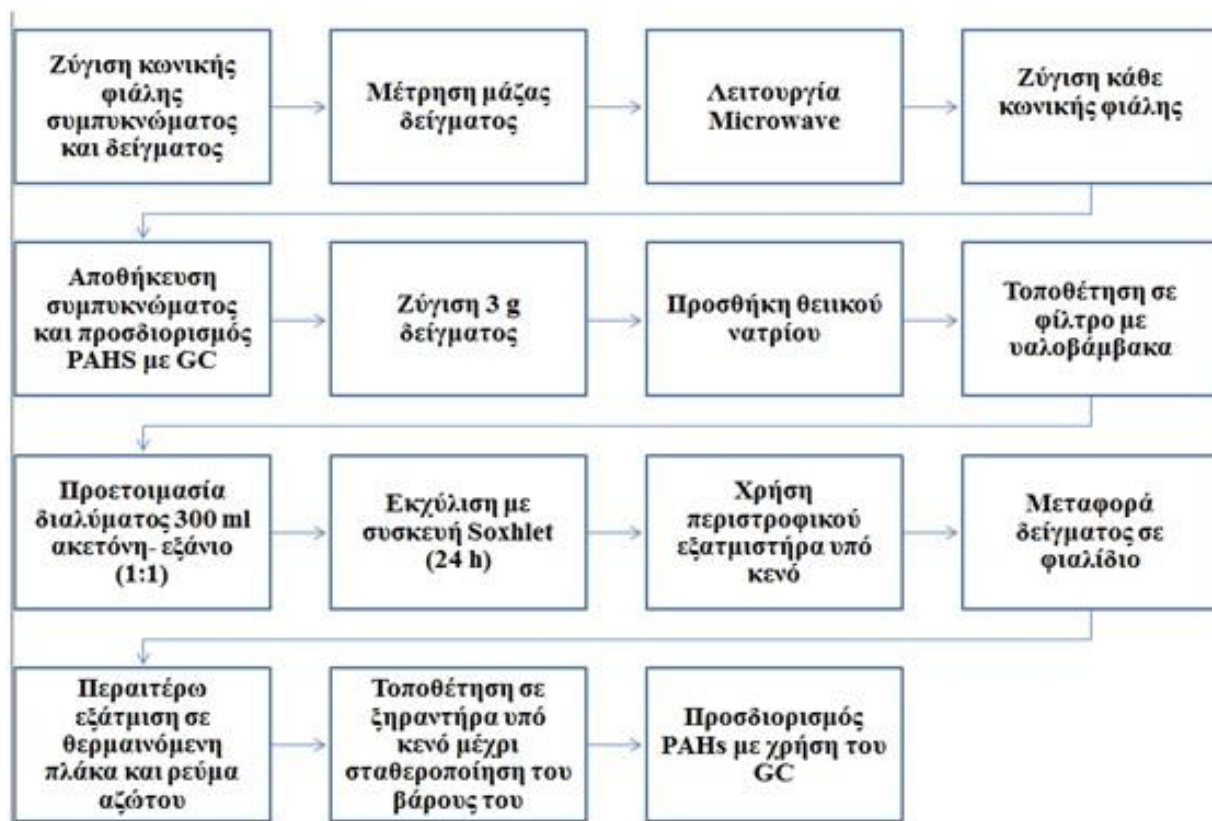 Ζύγιση κωνικής
φιάλης
συμπυκνώματος
και δείγματος
Μέτρηση μάζας
δείγματος
Λειτουργία
Microwave
Ζύγιση κάθε
κωνικής φιάλης
Αποθήκευση
συμπυκνώματος
και προσδιορισμός
PAHS με GC
Ζύγιση 3 g
δείγματος
Προσθήκη θειικού
νατρίου
Τοποθέτηση σε
φίλτρο με
υαλοβάμβακα
Προετοιμασία
διαλύματος 300 ml
ακετόνη- εξάνιο
(1:1)
Εκχύλιση με
συσκευή Soxhlet
(24 h)
Χρήση
περιστροφικού
εξατμιστήρα υπό
κενό
Μεταφορά
δείγματος σε
φιαλίδιο
Περαιτέρω
εξάτμιση σε
θερμαινόμενη
πλάκα και ρεύμα
αζώτου
Τοποθέτηση σε
ξηραντήρα υπό
κενό μέχρι
σταθεροποίηση του
βάρους του
Προσδιορισμός
PAHs με χρήση του
GC